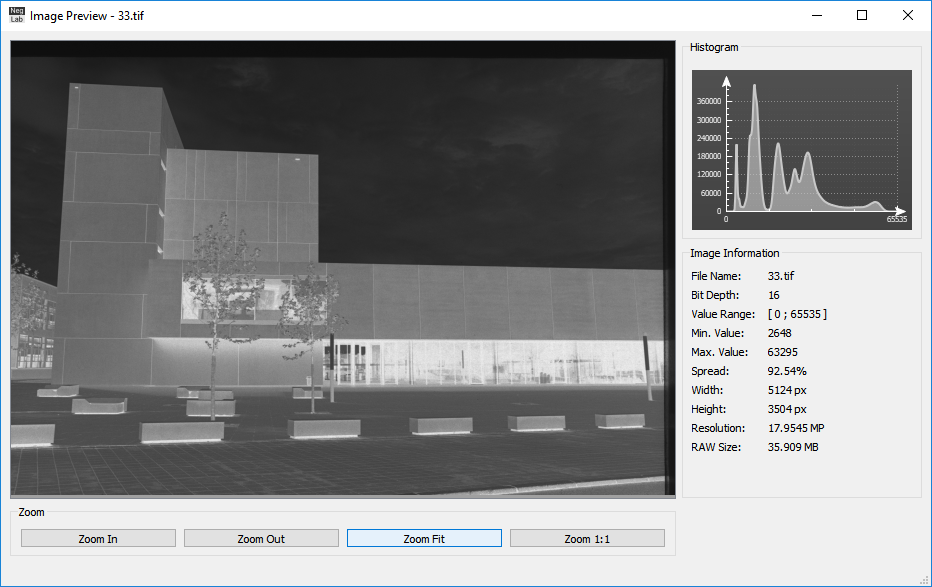 Neg
Lab
Image Preview - 33.tif
Histogram
360000
300000
240000
180000
120000
60000
0
0
65535
Image Information
File Name: 33.tif
Bit Depth: 16
Value Range: [ 0 ; 65535 ]
Min. Value: 2648
Max. Value: 63295
Spread: 92.54%
Width: 5124 px
Height: 3504 px
Resolution: 17.9545 MP
RAW Size: 35.909 MB
Zoom
Zoom In
Zoom Out
Zoom Fit
Zoom 1:1